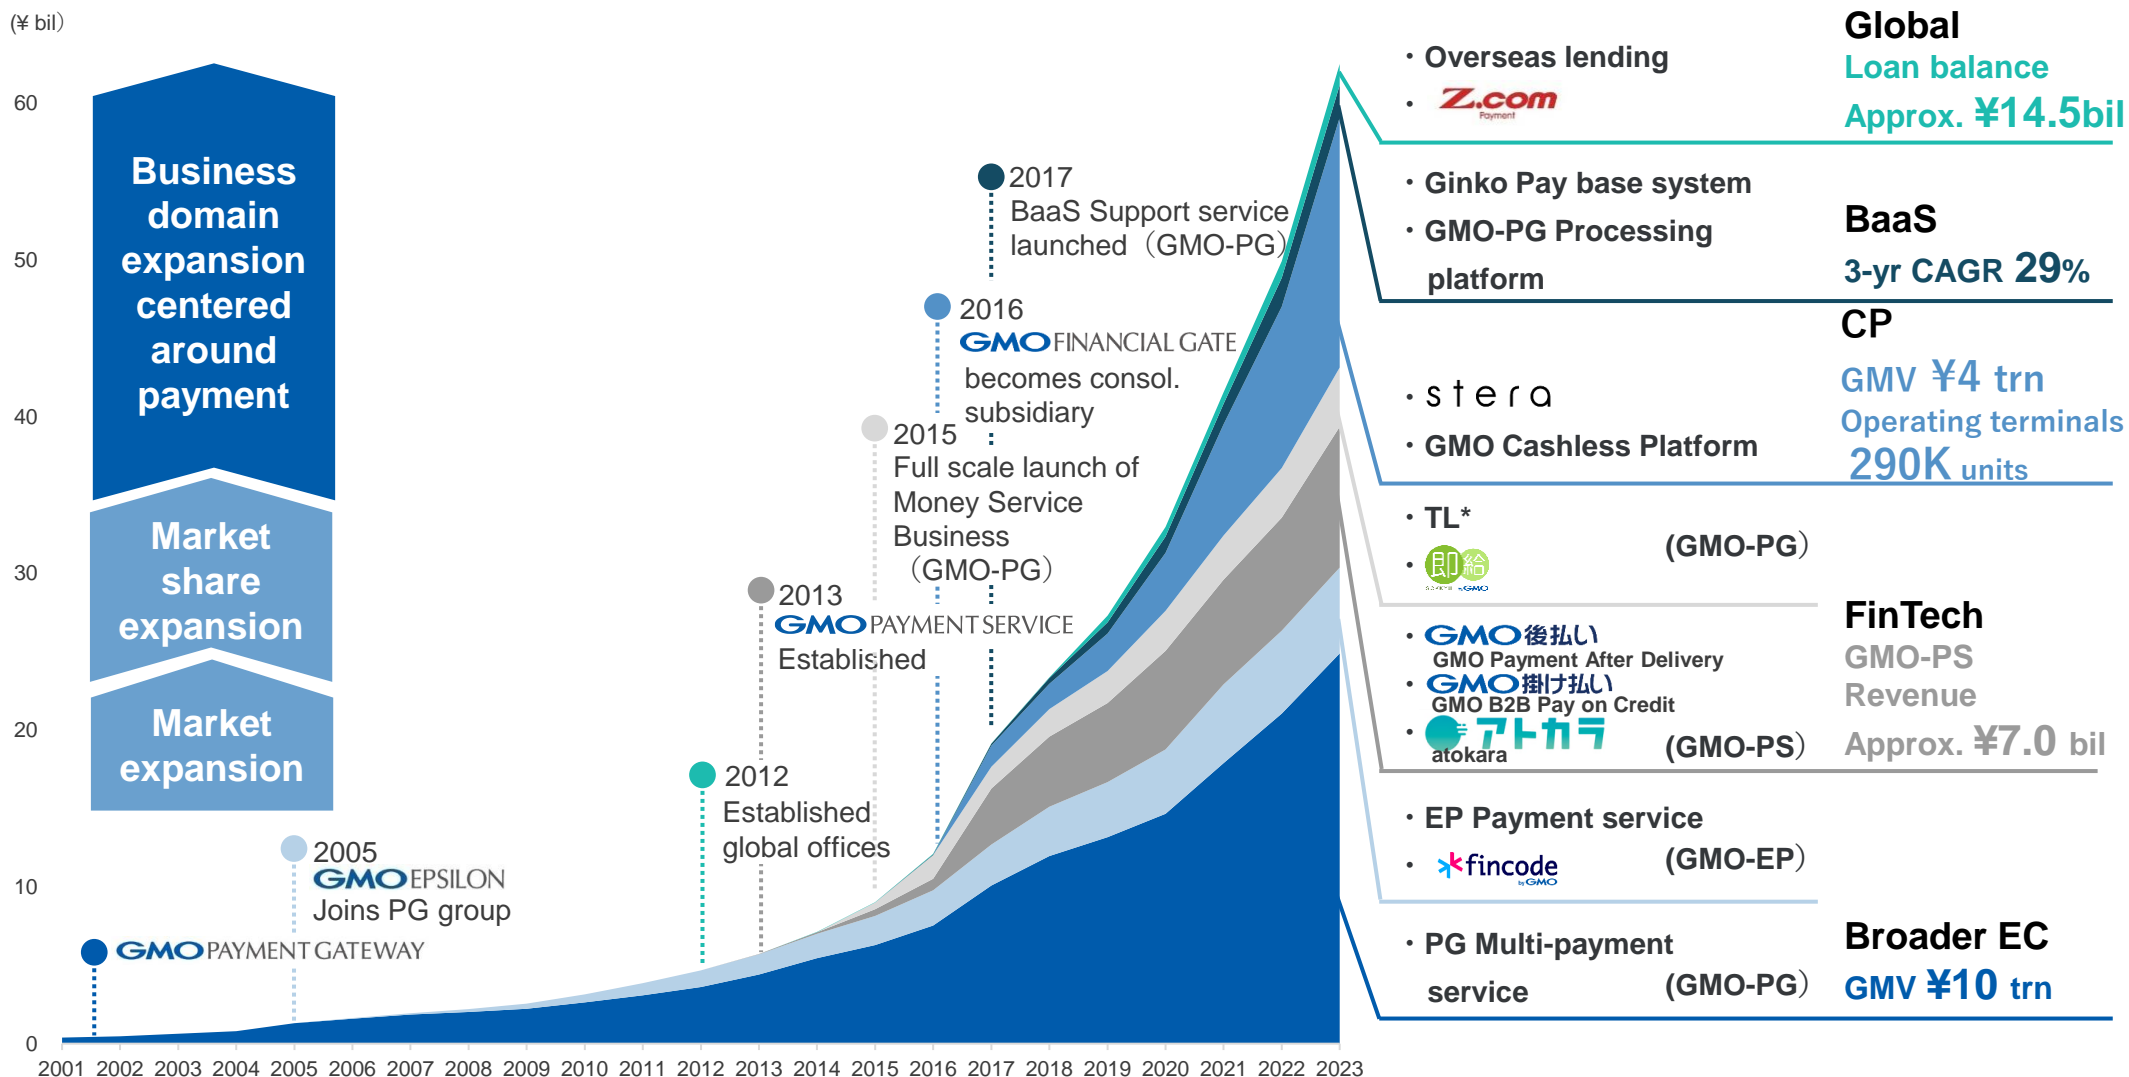 (¥ bil）
60
50
40
30
20
10
0
2001 2002 2003 2004 2005 2006 2007 2008 2009 2010 2011 2012 2013 2014 2015 2016 2017 2018 2019 2020 2021 2022 2023
Business
domain
expansion
centered
around
payment
Market
share
expansion
Market
expansion
GMO PAYMENT GATEWAY
2005
GMO EPSILON
Joins PG group
2012
Established
global offices
2013
GMO PAYMENT SERVICE
Established
2015
Full scale launch of
Money Service
Business
（GMO-PG）
2016
GMO FINANCIAL GATE
becomes consol.
subsidiary
2017
BaaS Support service
launched（GMO-PG）
・Overseas lending
・Z.com
Payment
Global
Loan balance
Approx. ¥14.5bil
・Ginko Pay base system
・GMO-PG Processing
platform
BaaS
3-yr CAGR 29%
・stera
・GMO Cashless Platform
CP
GMV ¥4 trn
Operating terminals
290K units
・TL*
・即給
by GMO
(GMO-PG）
・GMO後払い
GMO Payment After Delivery
・GMO掛け払い
GMO B2B Pay on Credit
・アトカラ
atokara
(GMO-PS）
FinTech
GMO-PS
Revenue
Approx. ¥7.0 bil
・EP Payment service
・fincode
by GMO
(GMO-EP）
・PG Multi-payment
service
(GMO-PG）
Broader EC
GMV ¥10 trn